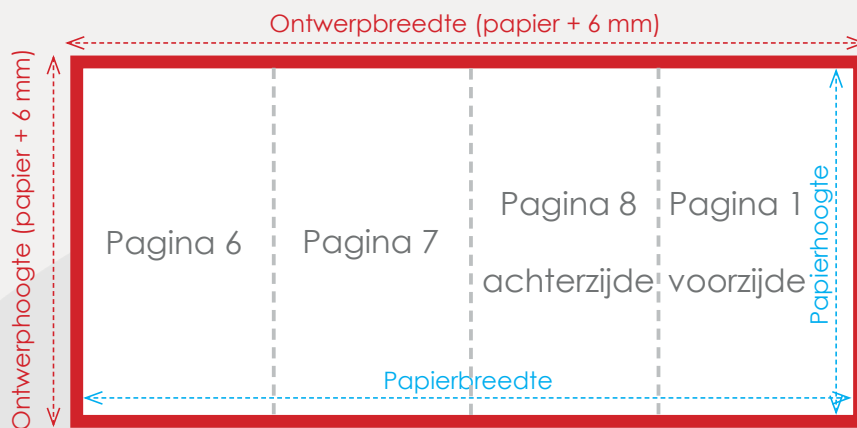 Ontwerpbreedte (papier + 6 mm)
Ontwerphoogte (papier + 6 mm)
Pagina 6
Pagina 7
Pagina 8
achterzijde
Pagina 1
voorzijde
Papierhoogte
Papierbreedte